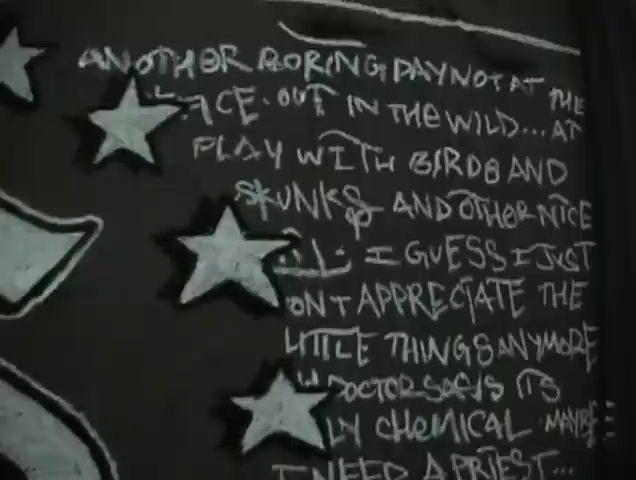 ANOTHER BORING DAY NOT AT THE
ACE. OUT IN THE WILD... AT
PLAY WITH BIRDS AND
SKUNKS AND OTHER NICE
I GUESS I JUST
ON'T APPRECIATE THE
LITTLE THINGS ANYMORE
DOCTOR SAYS ITS
LY CHEMICAL. MAYBE
I NEED A PRIEST...